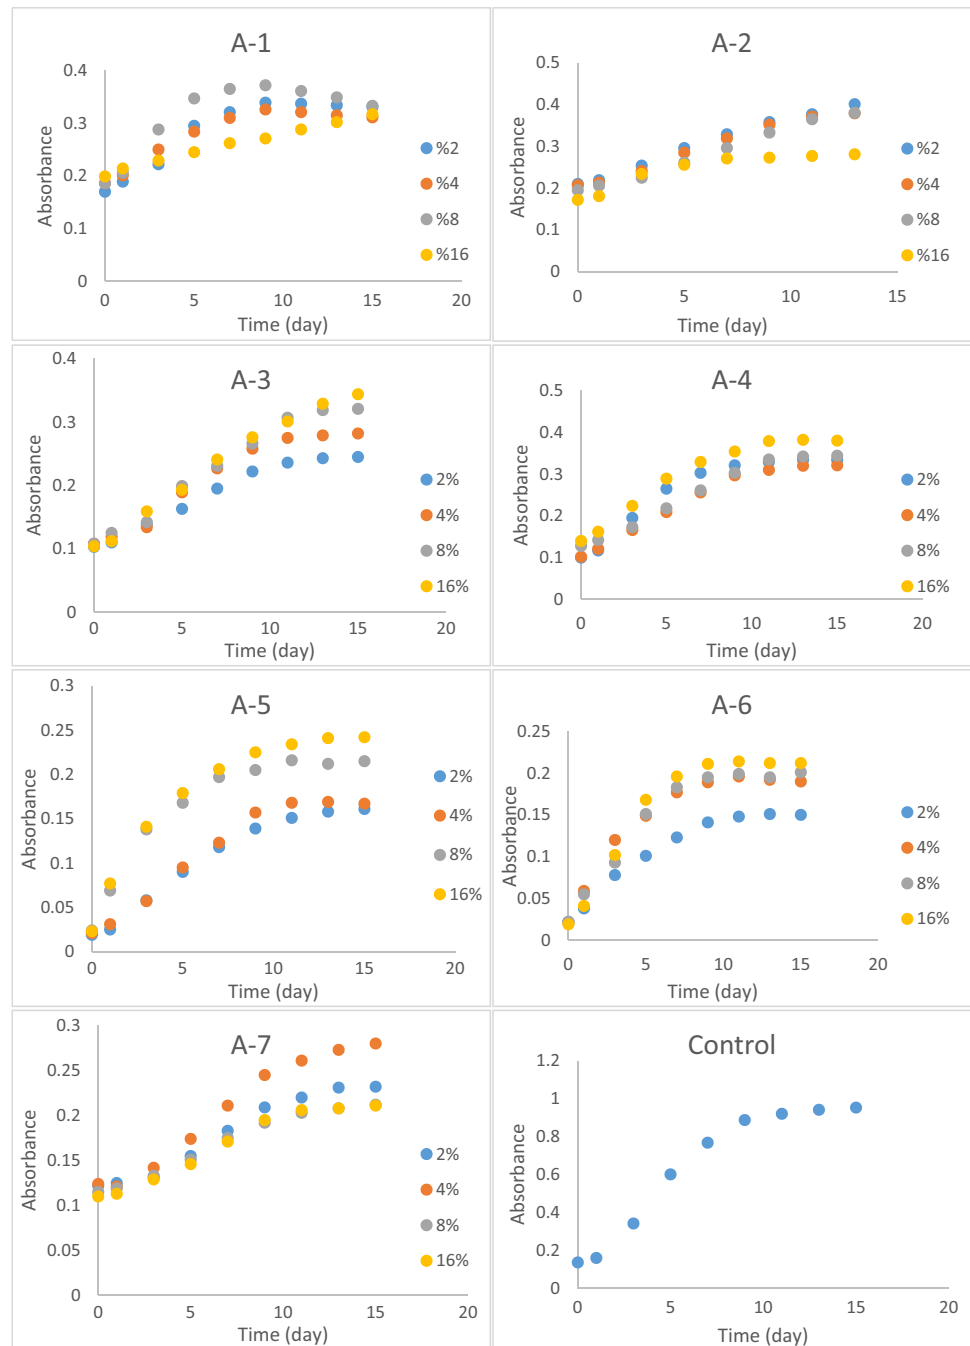 A-1
0.4
0.3
0.2
0.1
0
0 5 10 15 20
Absorbance
Time (day)
%2
%4
%8
%16
A-2
0.5
0.4
0.3
0.2
0.1
0
0 5 10 15
Absorbance
Time (day)
%2
%4
%8
%16
A-3
0.4
0.3
0.2
0.1
0
0 5 10 15 20
Absorbance
Time (day)
2%
4%
8%
16%
A-4
0.5
0.4
0.3
0.2
0.1
0
0 5 10 15 20
Absorbance
Time (day)
2%
4%
8%
16%
A-5
0.3
0.25
0.2
0.15
0.1
0.05
0
0 5 10 15 20
Absorbance
Time (day)
2%
4%
8%
16%
A-6
0.25
0.2
0.15
0.1
0.05
0
0 5 10 15 20
Absorbance
Time (day)
2%
4%
8%
16%
A-7
0.3
0.25
0.2
0.15
0.1
0.05
0
0 5 10 15 20
Absorbance
Time (day)
2%
4%
8%
16%
Control
1.2
1
0.8
0.6
0.4
0.2
0
0 5 10 15 20
Absorbance
Time (day)